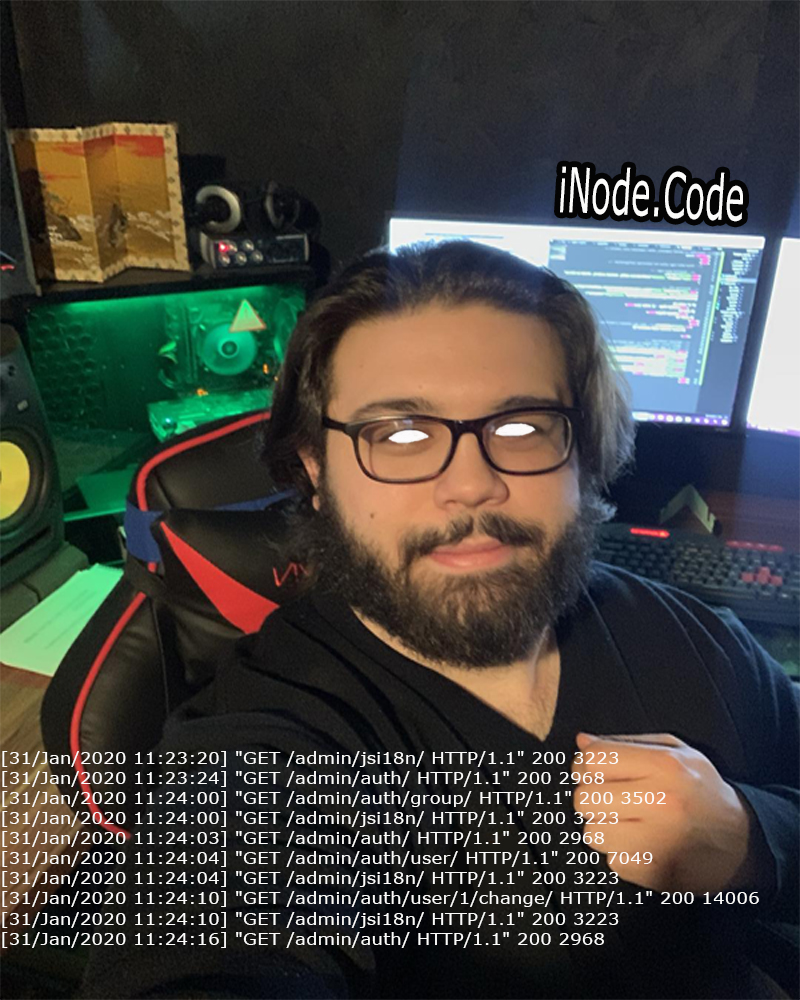 iNode.Code
[31/Jan/2020 11:23:20] "GET /admin/jsi18n/ HTTP/1.1" 200 3223
[31/Jan/2020 11:23:24] "GET /admin/auth/ HTTP/1.1" 200 2968
[31/Jan/2020 11:24:00] "GET /admin/auth/group/ HTTP/1.1" 200 3502
[31/Jan/2020 11:24:00] "GET /admin/jsi18n/ HTTP/1.1" 200 3223
[31/Jan/2020 11:24:03] "GET /admin/auth/ HTTP/1.1" 200 2968
[31/Jan/2020 11:24:04] "GET /admin/auth/user/ HTTP/1.1" 200 7049
[31/Jan/2020 11:24:04] "GET /admin/jsi18n/ HTTP/1.1" 200 3223
[31/Jan/2020 11:24:10] "GET /admin/auth/user/1/change/ HTTP/1.1" 200 14006
[31/Jan/2020 11:24:10] "GET /admin/jsi18n/ HTTP/1.1" 200 3223
[31/Jan/2020 11:24:16] "GET /admin/auth/ HTTP/1.1" 200 2968